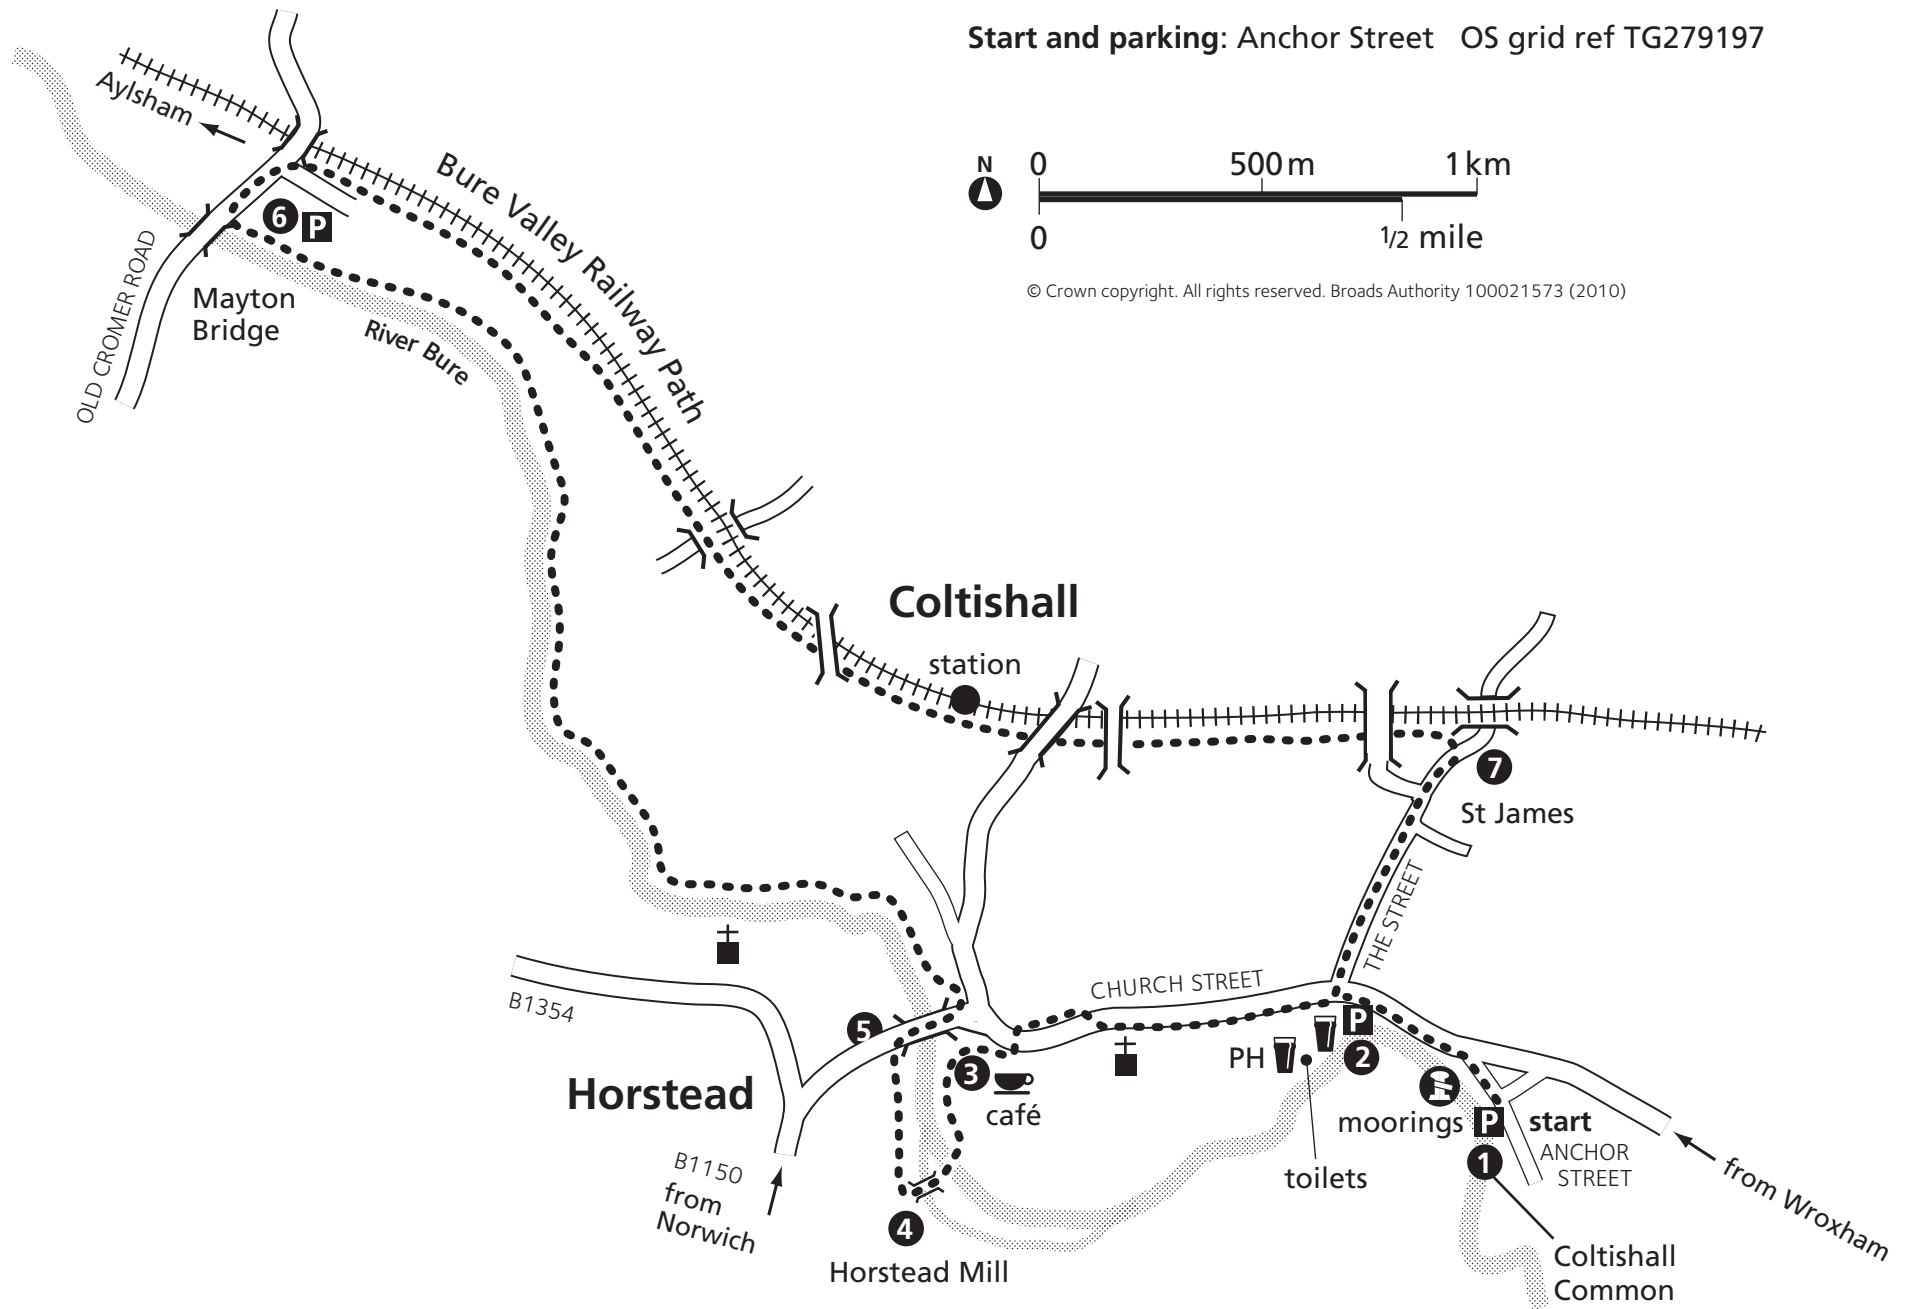 Start and parking: Anchor Street OS grid ref TG279197
Aylsham
N
0 500 m 1 km
0 1/2 mile
© Crown copyright. All rights reserved. Broads Authority 100021573 (2010)
Bure Valley Railway Path
6 P
OLD CROMER ROAD
Mayton
Bridge
River Bure
Coltishall
station
7
St James
THE STREET
CHURCH STREET
B1354
5
P
PH
2
3
café
Horstead
moorings
P
start
ANCHOR
STREET
1
toilets
from Wroxham
B1150
from
Norwich
4
Horstead Mill
Coltishall
Common